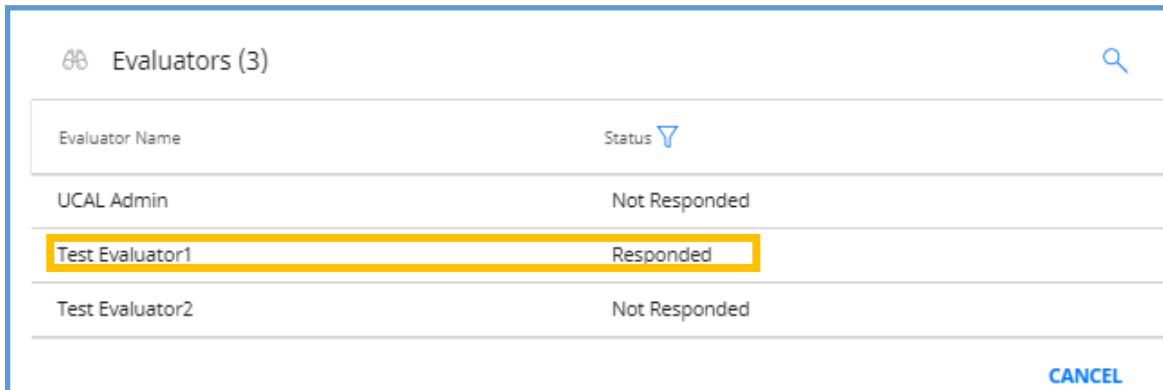 Evaluators (3)
Evaluator Name Status
UCAL Admin Not Responded
Test Evaluator1 Responded
Test Evaluator2 Not Responded
CANCEL